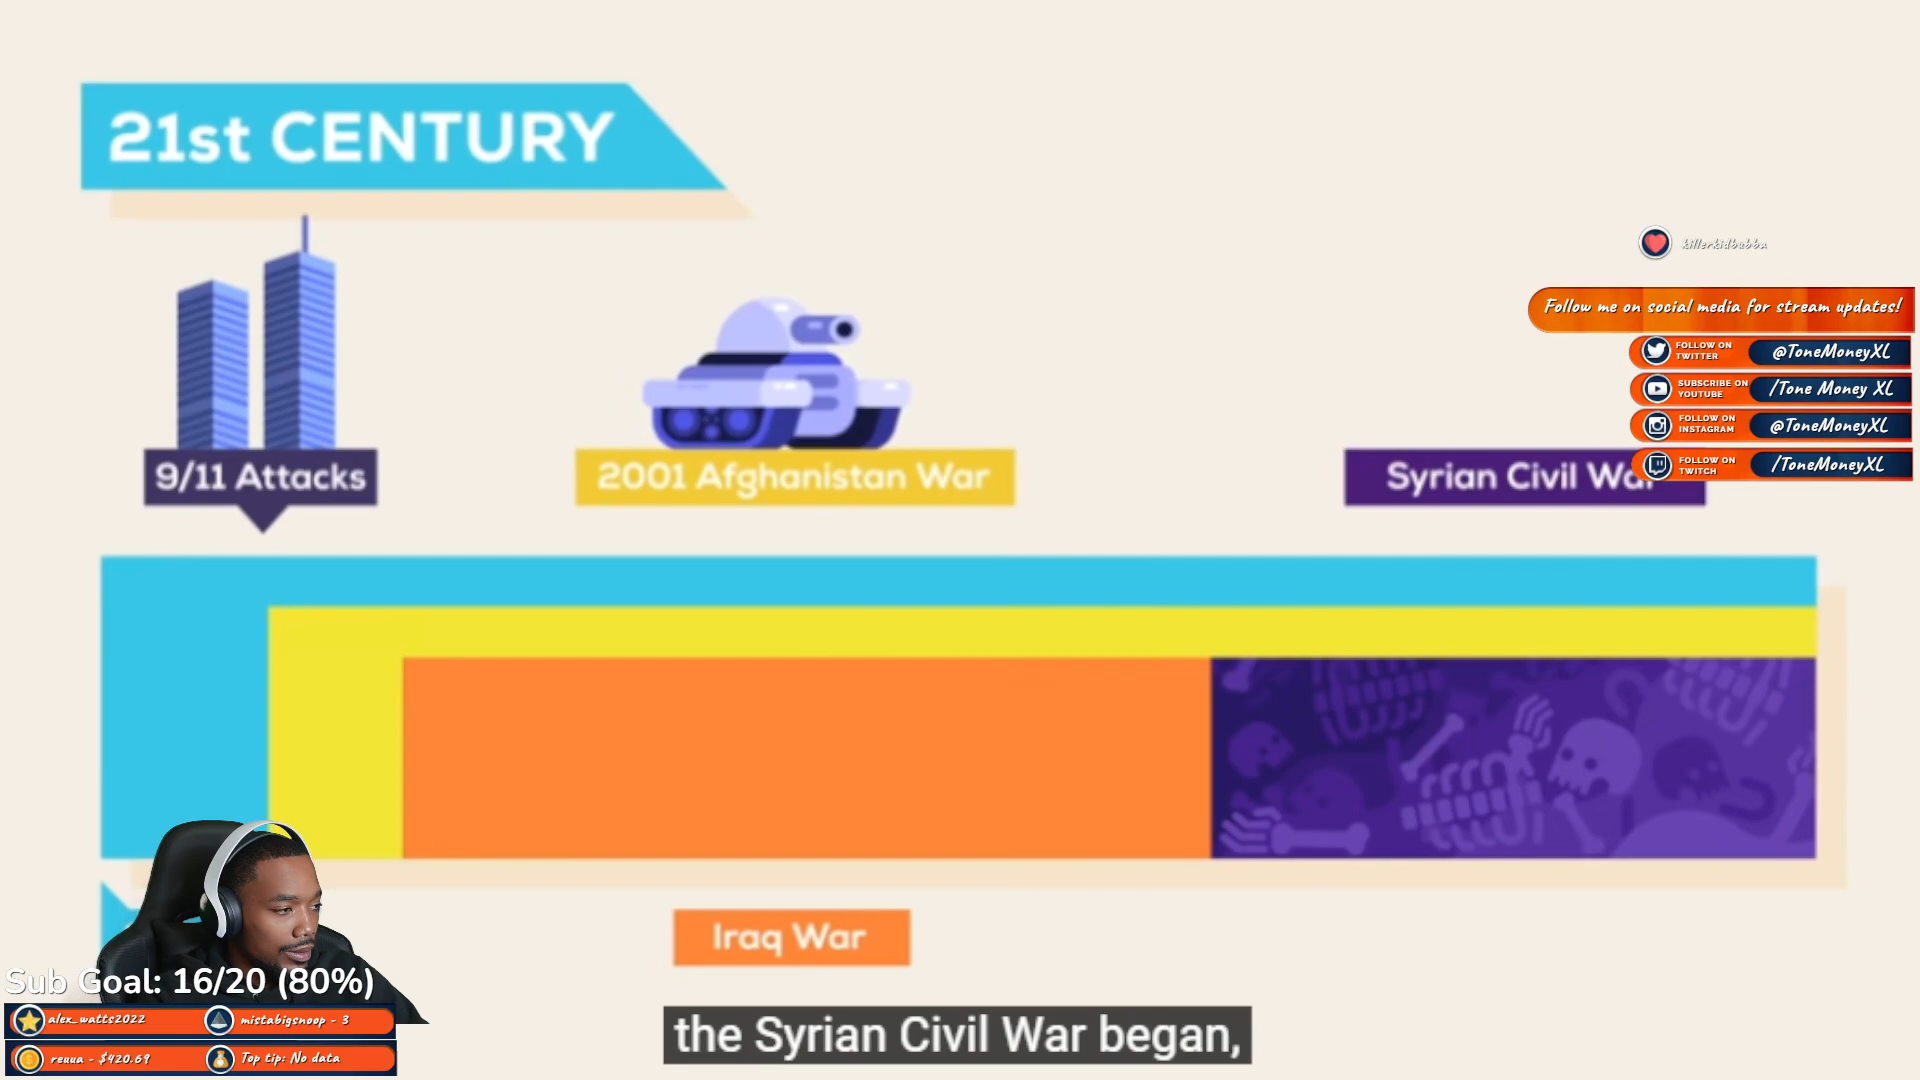 21st CENTURY
killerkidbubba
Follow me on social media for stream updates!
FOLLOW ON
TWITTER
@ToneMoneyXL
SUBSCRIBE ON
YOUTUBE
/Tone Money XL
FOLLOW ON
INSTAGRAM
@ToneMoneyXL
FOLLOW ON
TWITCH
/ToneMoneyXL
9/11 Attacks
2001 Afghanistan War
Syrian Civil War
Iraq War
Sub Goal: 16/20 (80%)
alex_watts2022
mistabigsnoop - 3
reuua - $420.69
Top tip: No data
the Syrian Civil War began,